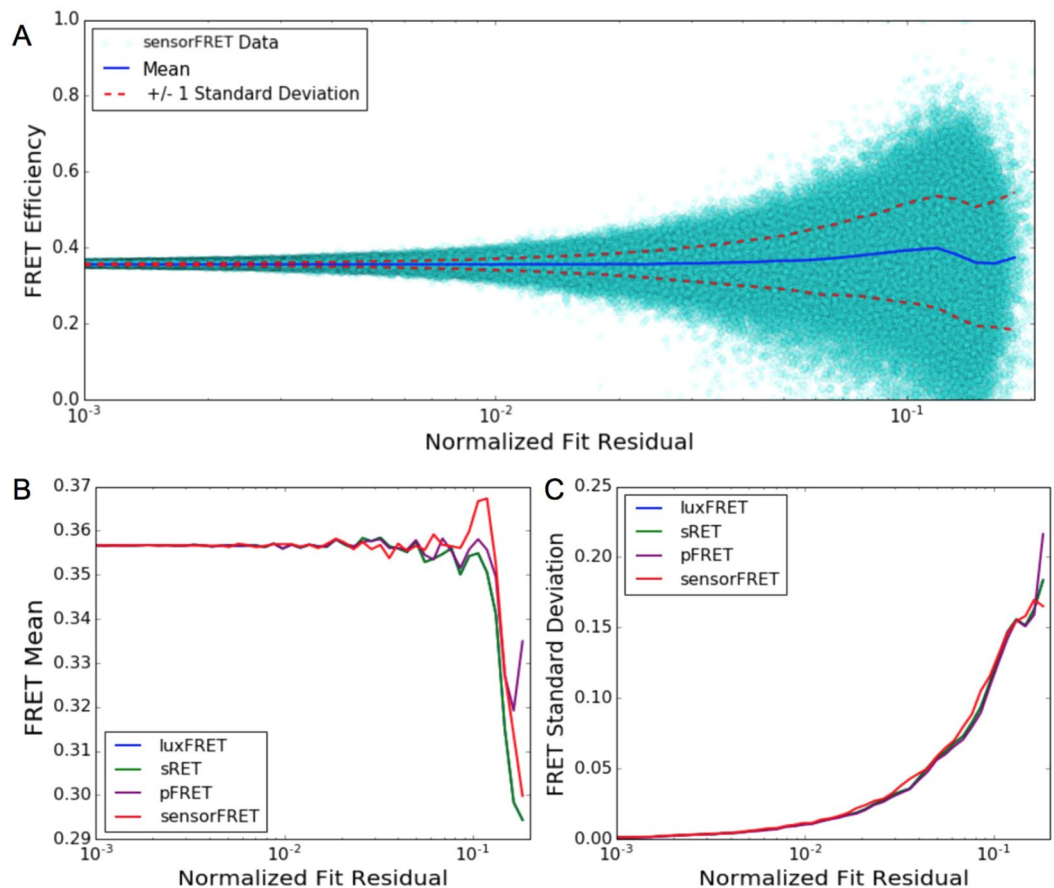 A
1.0
0.8
0.6
0.4
0.2
0.0
FRET Efficiency
sensorFRET Data
Mean
+/- 1 Standard Deviation
10^-3
10^-2
10^-1
Normalized Fit Residual
B
0.37
0.36
0.35
0.34
0.33
0.32
0.31
0.30
0.29
FRET Mean
luxFRET
sRET
pFRET
sensorFRET
10^-3
10^-2
10^-1
Normalized Fit Residual
C
0.25
0.20
0.15
0.10
0.05
0.00
FRET Standard Deviation
luxFRET
sRET
pFRET
sensorFRET
10^-3
10^-2
10^-1
Normalized Fit Residual